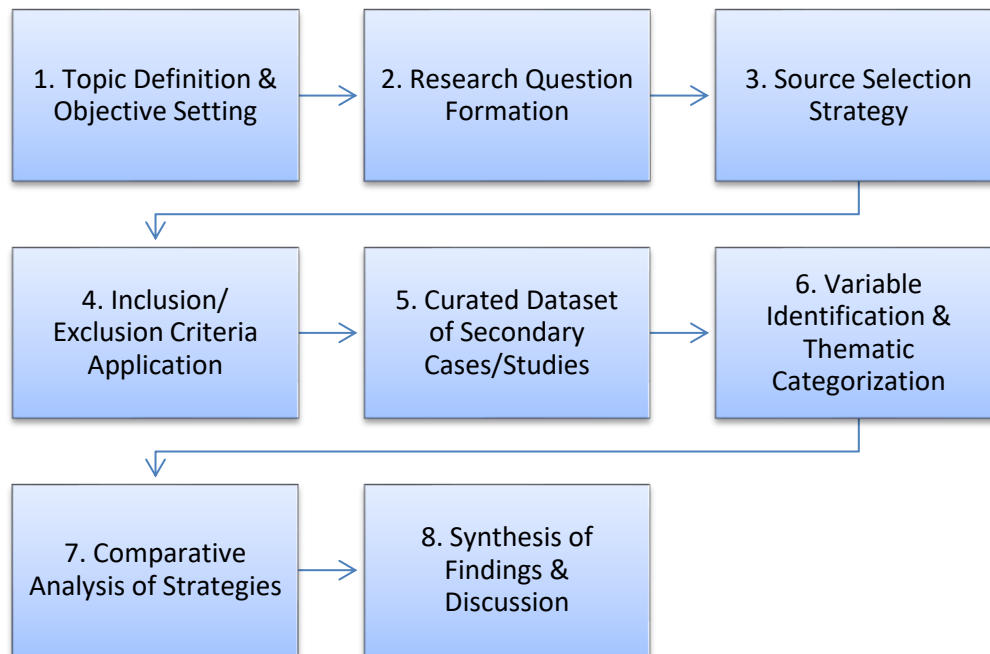 1. Topic Definition &
Objective Setting
2. Research Question
Formation
3. Source Selection
Strategy
4. Inclusion/
Exclusion Criteria
Application
5. Curated Dataset
of Secondary
Cases/Studies
6. Variable
Identification &
Thematic
Categorization
7. Comparative
Analysis of Strategies
8. Synthesis of
Findings &
Discussion